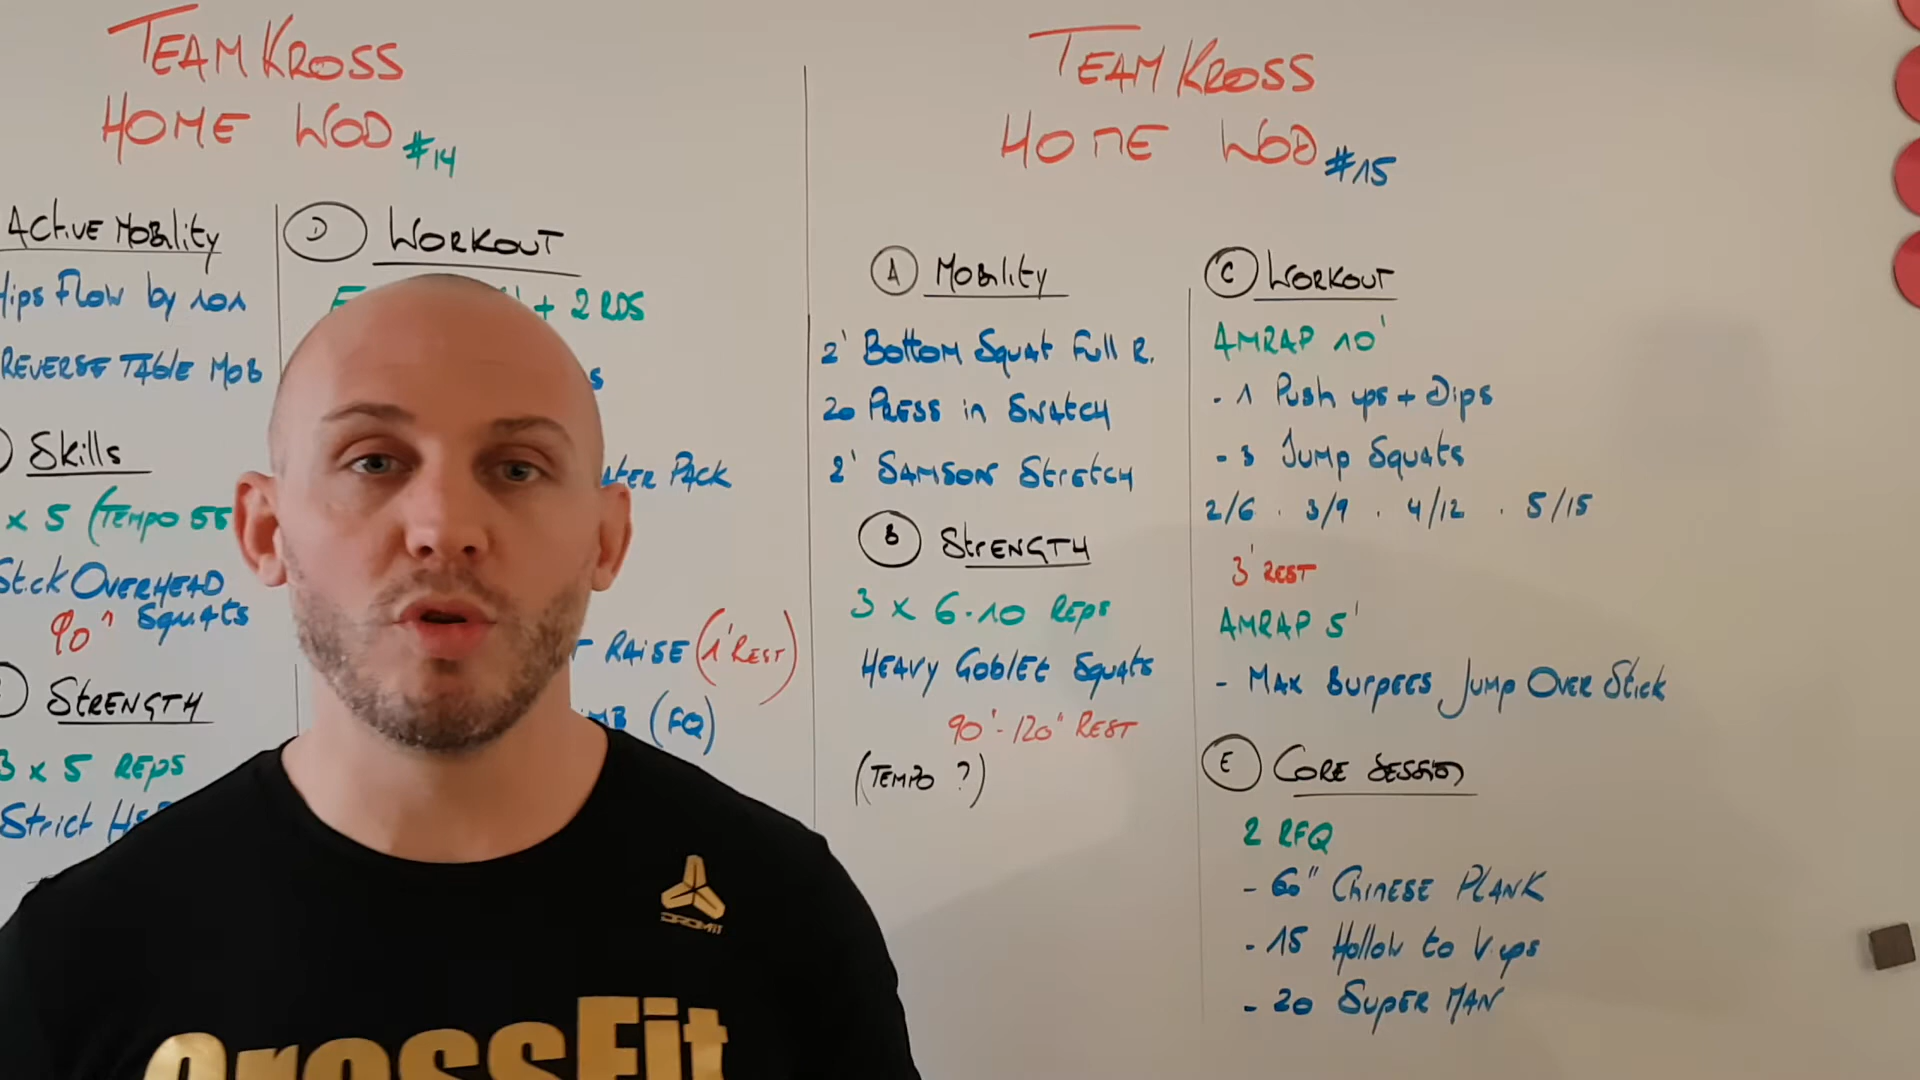 TEAM KROSS
HOME WOD #14
ACTIVE MOBILITY
HIPS FLOW by 101
REVERSE TABLE MOB
SKILLS
x 5 (TEMPO 55
STICK OVERHEAD
90" SQUATS
STRENGTH
3 x 5 REPS
STRICT
D WORKOUT
+ 2 RDS
PACK
RAISE (1' REST)
(FQ)
TEAM KROSS
HOME WOD #15
A MOBILITY
2' BOTTOM SQUAT FULL R.
20 PRESS in SNATCH
2' SAMSON STRETCH
B STRENGTH
3 x 6-10 REPS
HEAVY GOBLET SQUATS
90"-120" REST
(TEMPO ?)
C WORKOUT
AMRAP 10'
- 1 Push ups + Dips
- 3 Jump Squats
2/6 . 3/9 . 4/12 . 5/15
3' REST
AMRAP 5'
- MAX BURPEES JUMP OVER STICK
E CORE SESSION
2 RFQ
- 60" CHINESE PLANK
- 15 Hollow to V.ups
- 20 SUPER MAN
DROMIT
CrossFit